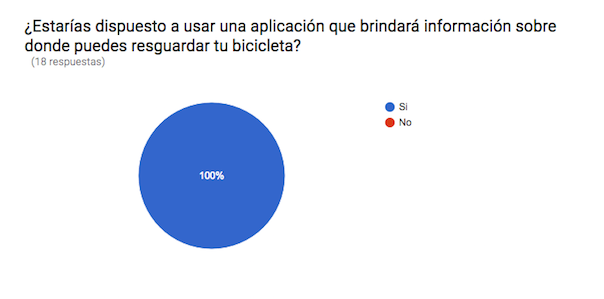 ¿Estarías dispuesto a usar una aplicación que brindará información sobre
donde puedes resguardar tu bicicleta?
(18 respuestas)
Si
No
100%